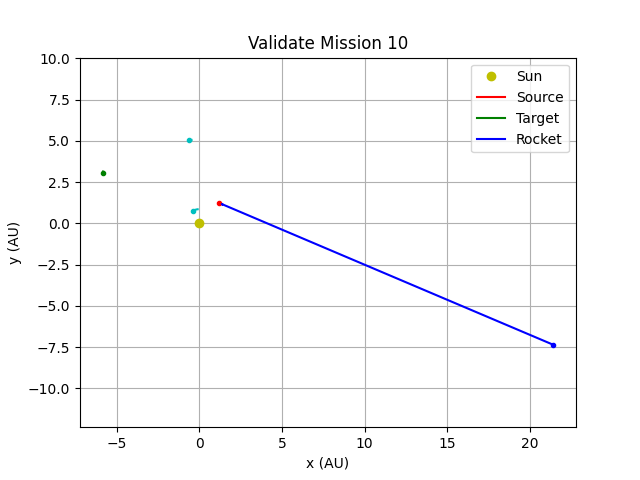 Validate Mission 10
Sun
Source
Target
Rocket
10.0
7.5
5.0
2.5
0.0
−2.5
−5.0
−7.5
−10.0
y (AU)
−5
0
5
10
15
20
x (AU)